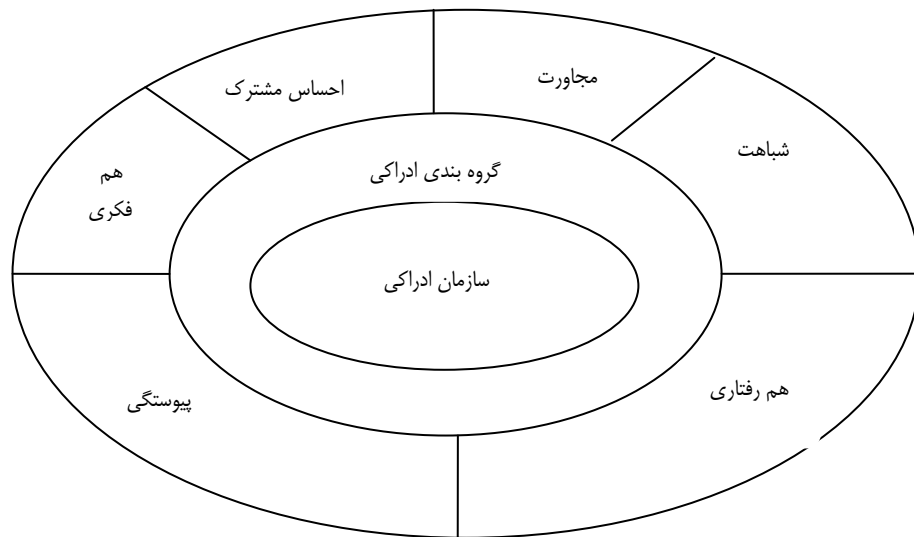 مجاورت
احساس مشترک
شباهت
گروه بندی ادراکی
هم
فکری
سازمان ادراکی
هم رفتاری
پیوستگی